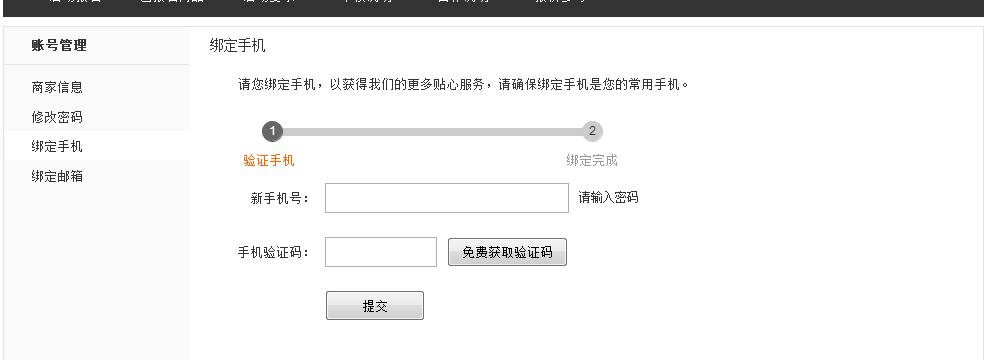 账号管理
商家信息
修改密码
绑定手机
绑定邮箱
绑定手机
请您绑定手机，以获得我们的更多贴心服务，请确保绑定手机是您的常用手机。
1
2
验证手机
绑定完成
新手机号：
请输入密码
手机验证码：
免费获取验证码
提交